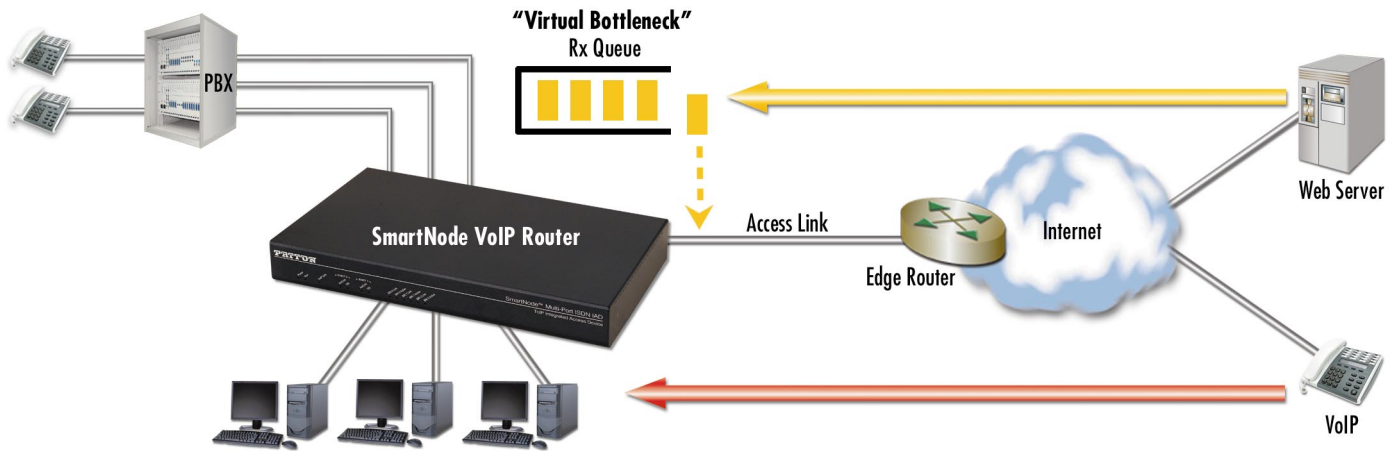 “Virtual Bottleneck”
Rx Queue
PBX
Web Server
SmartNode VoIP Router
Access Link
Internet
Edge Router
PATTON
SmartNode™ Multi-Port ISDN IAD
ToIP Integrated Access Device
VoIP